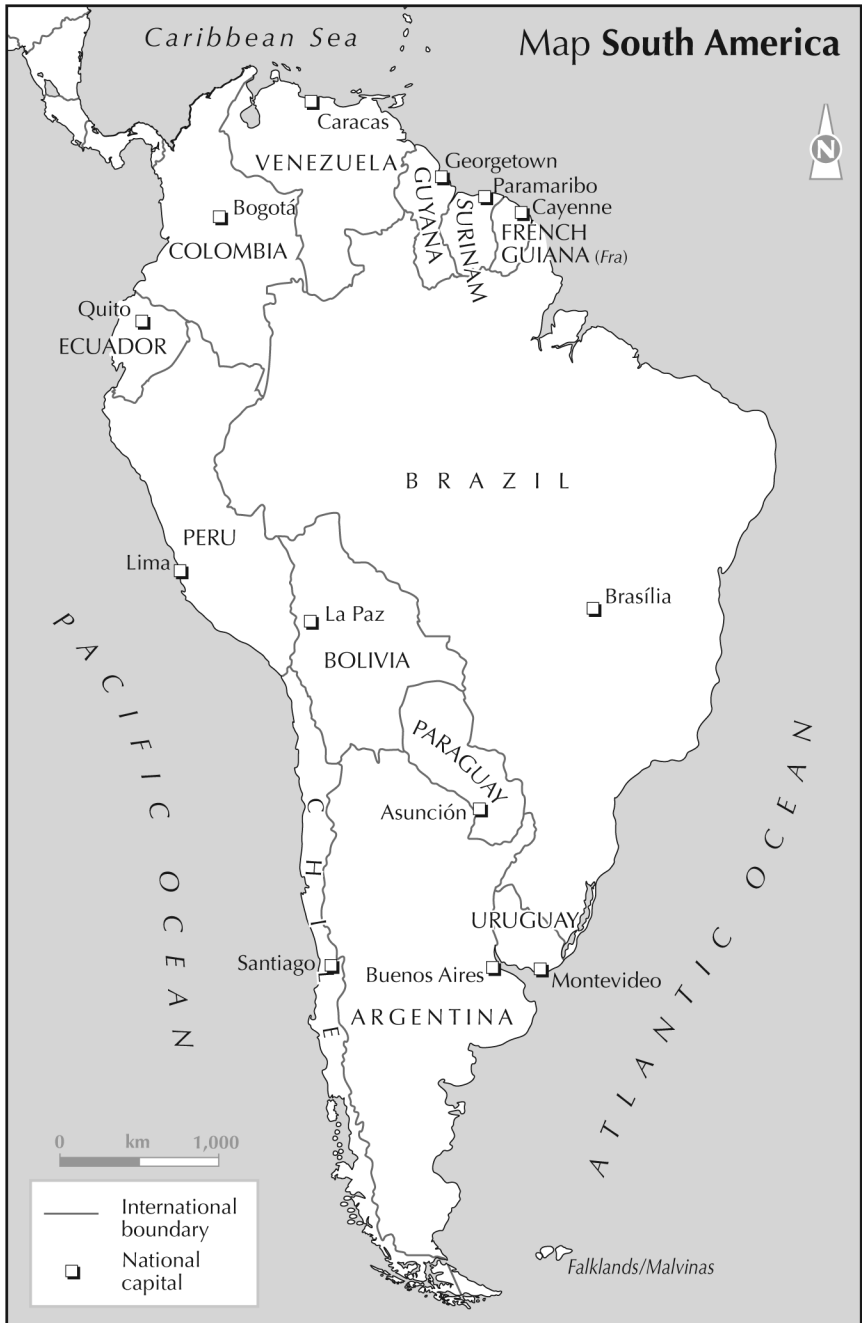 Map South America
Caribbean Sea
N
Caracas
VENEZUELA
Georgetown
GUYANA
Paramaribo
SURINAM
Cayenne
FRENCH
GUIANA (Fra)
Bogotá
COLOMBIA
Quito
ECUADOR
BRAZIL
PERU
Lima
Brasília
La Paz
BOLIVIA
PACIFIC OCEAN
PARAGUAY
Asunción
CHILE
ATLANTIC OCEAN
URUGUAY
Santiago
Buenos Aires
Montevideo
ARGENTINA
0 km 1,000
International
boundary
National
capital
Falklands/Malvinas